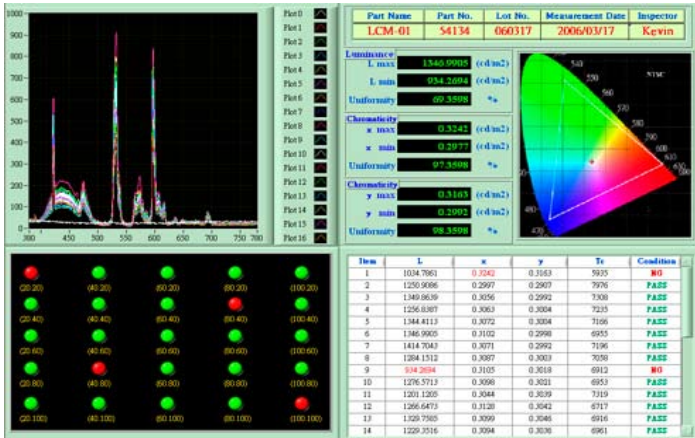 1000
900
800
700
600
500
400
300
200
100
0
380 450 500 550 600 650 700 750 780
Plot 0
Plot 1
Plot 2
Plot 3
Plot 4
Plot 5
Plot 6
Plot 7
Plot 8
Plot 9
Plot 10
Plot 11
Plot 12
Plot 13
Plot 14
Plot 15
Plot 16
Part Name Part No. Lot No. Measurement Date Inspector
LCM-01 54134 060317 2006/03/17 Kevin
Luminance
L max 1346.9905 (cd/m2)
L min 934.2694 (cd/m2)
Uniformity 69.3598 %
Chromaticity
x max 0.3242 (cd/m2)
x min 0.2977 (cd/m2)
Uniformity 97.3598 %
Chromaticity
y max 0.3163 (cd/m2)
y min 0.2992 (cd/m2)
Uniformity 98.3598 %
NTSC
540
550
560
570
580
590
600
610
(20.20) (40.20) (60.20) (80.20) (100.20)
(20.40) (40.40) (60.40) (80.40) (100.40)
(20.60) (40.60) (60.60) (80.60) (100.60)
(20.80) (40.80) (60.80) (80.80) (100.80)
(20.100) (40.100) (60.100) (80.100) (100.100)
Item L x y Tc Condition
1 1034.7861 0.3242 0.3163 5935 NG
2 1250.9086 0.2997 0.2907 7976 PASS
3 1349.8639 0.3056 0.2992 7308 PASS
4 1256.8387 0.3063 0.3004 7235 PASS
5 1344.4113 0.3072 0.3004 7166 PASS
6 1346.9905 0.3102 0.2998 6955 PASS
7 1414.7043 0.3071 0.2992 7196 PASS
8 1284.1512 0.3087 0.3003 7058 PASS
9 934.2694 0.3105 0.3018 6912 NG
10 1276.5713 0.3098 0.3021 6953 PASS
11 1201.1205 0.3044 0.3039 7319 PASS
12 1266.6473 0.3128 0.3042 6717 PASS
13 1329.7585 0.3099 0.3046 6916 PASS
14 1229.3516 0.3094 0.3036 6961 PASS